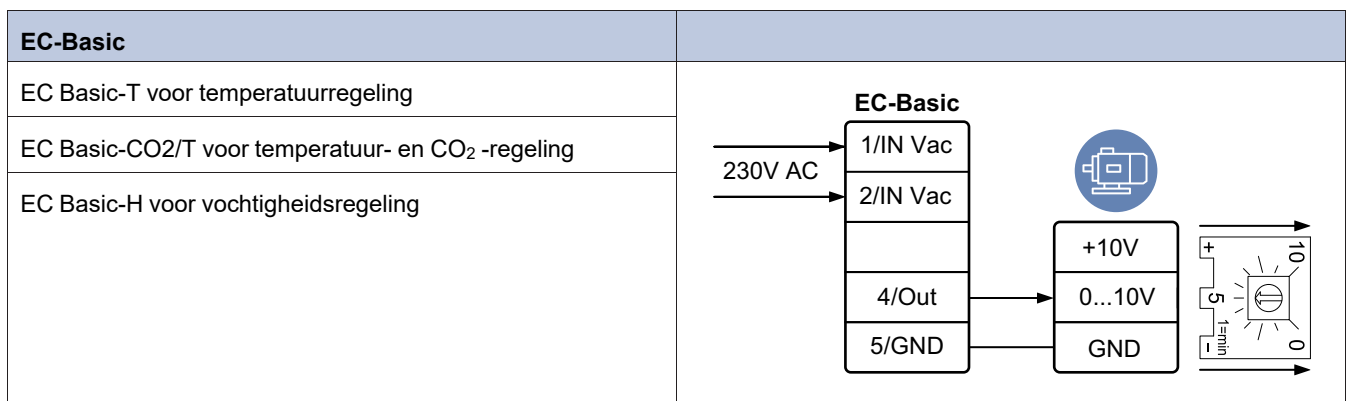 EC-Basic
EC Basic-T voor temperatuurregeling
EC Basic-CO2/T voor temperatuur- en CO₂ -regeling
EC Basic-H voor vochtigheidsregeling
EC-Basic
1/IN Vac
230V AC
2/IN Vac
4/Out
5/GND
+10V
0...10V
GND
+
10
5
1=min
-
0